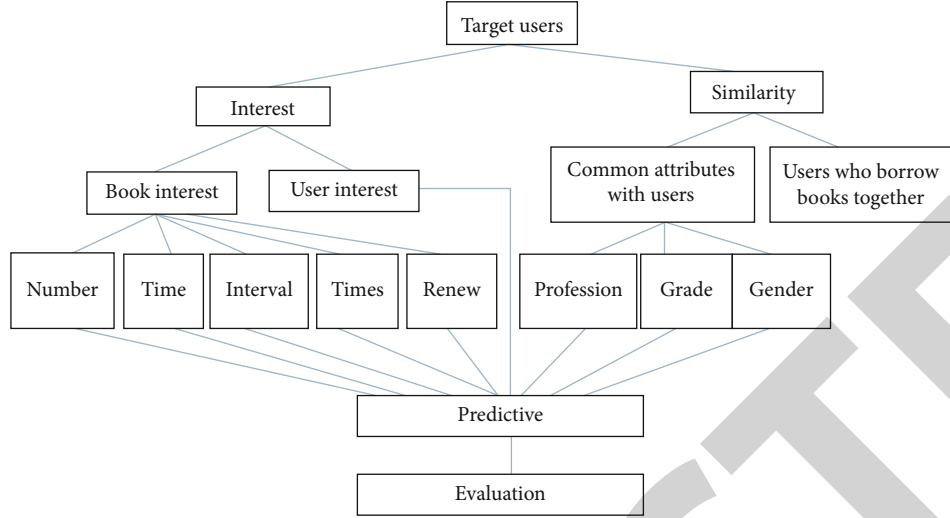 Target users
Interest
Similarity
Book interest
User interest
Common attributes
with users
Users who borrow
books together
Number
Time
Interval
Times
Renew
Profession
Grade
Gender
Predictive
Evaluation